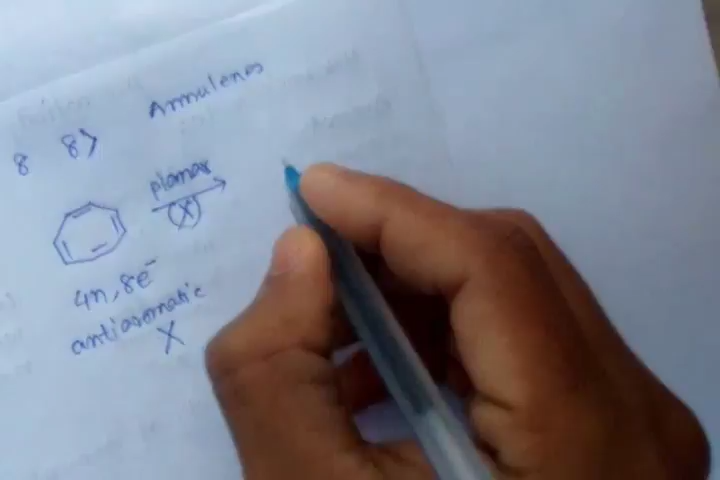 Annulenes
8 8>
planar
(X)
4n, 8e⁻
antiaromatic
X